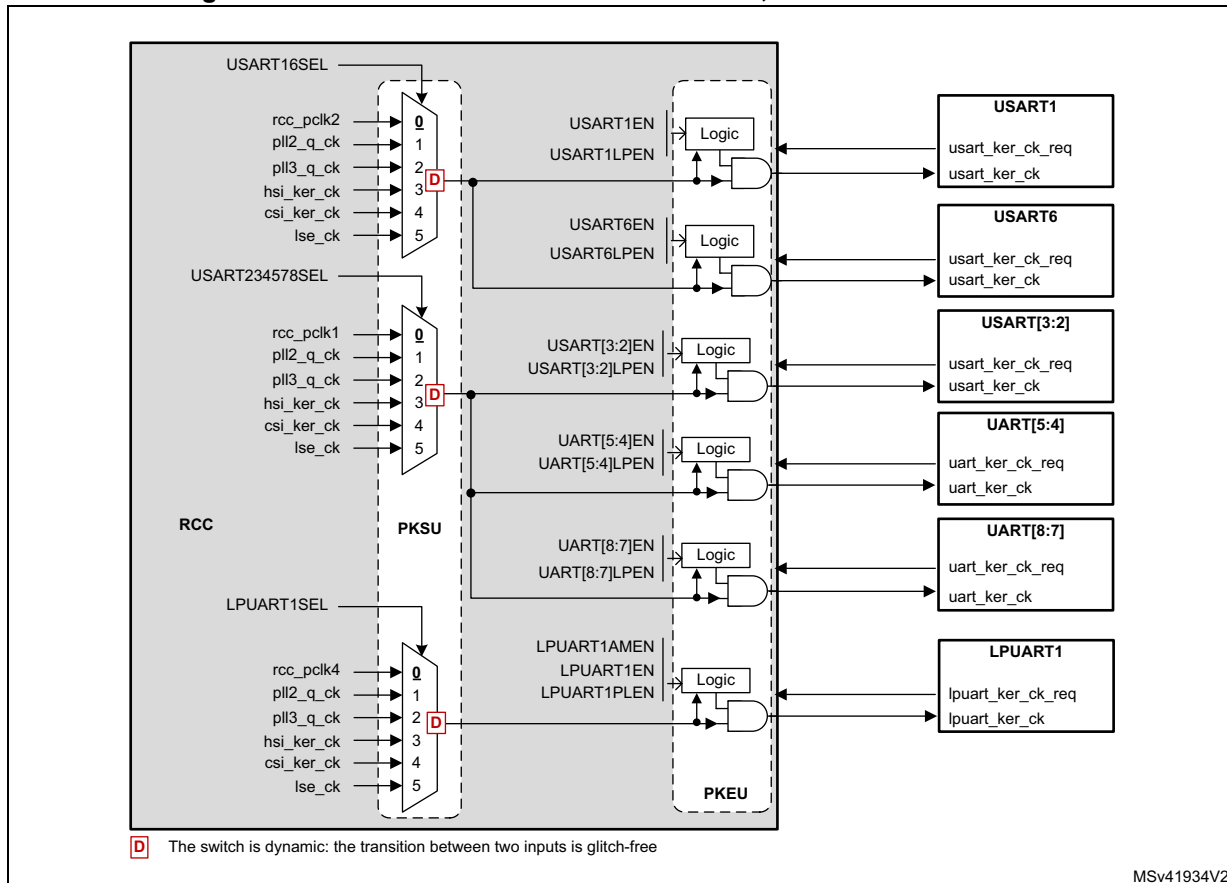 USART16SEL
rcc_pclk2
0
pll2_q_ck
1
pll3_q_ck
2
D
hsi_ker_ck
3
csi_ker_ck
4
lse_ck
5
USART1EN
USART1LPEN
Logic
USART1
usart_ker_ck_req
usart_ker_ck
USART6EN
USART6LPEN
Logic
USART6
usart_ker_ck_req
usart_ker_ck
USART234578SEL
rcc_pclk1
0
pll2_q_ck
1
pll3_q_ck
2
D
hsi_ker_ck
3
csi_ker_ck
4
lse_ck
5
USART[3:2]EN
USART[3:2]LPEN
Logic
USART[3:2]
usart_ker_ck_req
usart_ker_ck
UART[5:4]EN
UART[5:4]LPEN
Logic
UART[5:4]
uart_ker_ck_req
uart_ker_ck
RCC
PKSU
UART[8:7]EN
UART[8:7]LPEN
Logic
UART[8:7]
uart_ker_ck_req
uart_ker_ck
LPUART1SEL
rcc_pclk4
0
pll2_q_ck
1
pll3_q_ck
2
D
hsi_ker_ck
3
csi_ker_ck
4
lse_ck
5
LPUART1AMEN
LPUART1EN
LPUART1PLEN
Logic
LPUART1
lpuart_ker_ck_req
lpuart_ker_ck
PKEU
D The switch is dynamic: the transition between two inputs is glitch-free
MSv41934V2